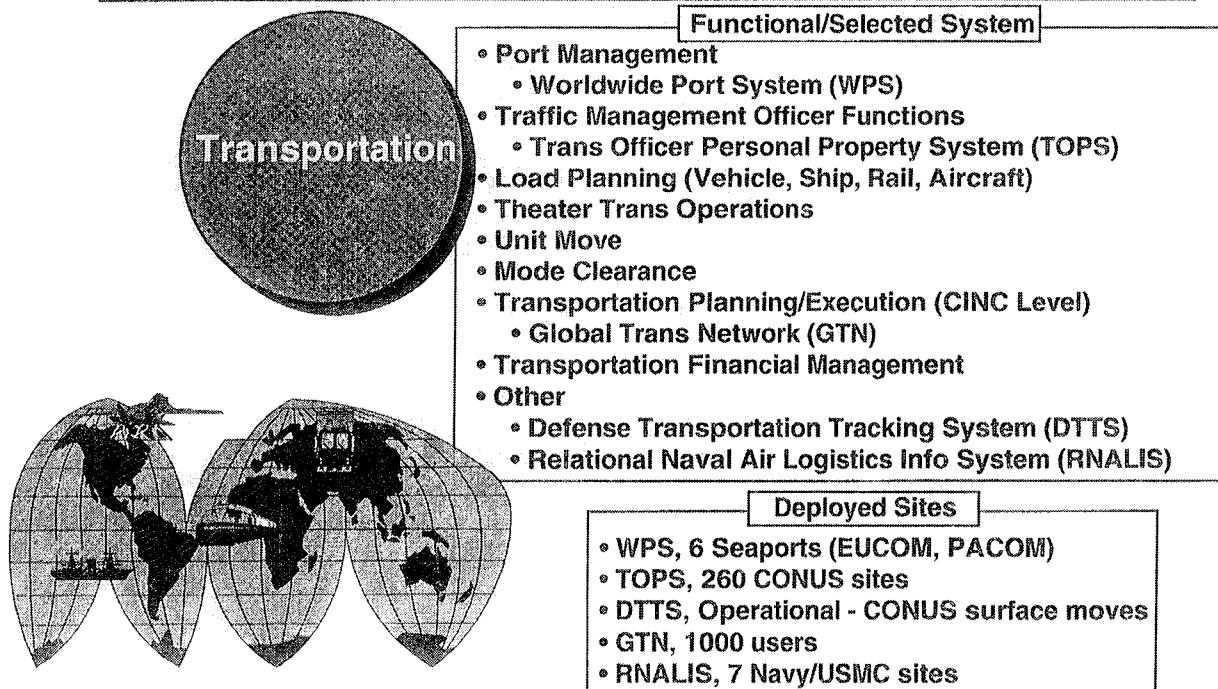 Transportation
Functional/Selected System
• Port Management
• Worldwide Port System (WPS)
• Traffic Management Officer Functions
• Trans Officer Personal Property System (TOPS)
• Load Planning (Vehicle, Ship, Rail, Aircraft)
• Theater Trans Operations
• Unit Move
• Mode Clearance
• Transportation Planning/Execution (CINC Level)
• Global Trans Network (GTN)
• Transportation Financial Management
• Other
• Defense Transportation Tracking System (DTTS)
• Relational Naval Air Logistics Info System (RNALIS)
Deployed Sites
• WPS, 6 Seaports (EUCOM, PACOM)
• TOPS, 260 CONUS sites
• DTTS, Operational - CONUS surface moves
• GTN, 1000 users
• RNALIS, 7 Navy/USMC sites